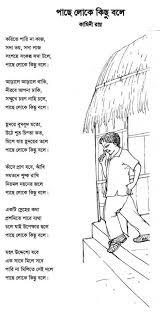 পাছে লোকে কিছু বলে
কামিনী রায়
করিতে পারি না কাজ,
সদা ভয়, সদা লাজ
সংশয়ে সংকল্প সদা টলে,
পাছে লোকে কিছু বলে।
আড়ালে আড়ালে থাকি,
নীরবে আপনা ঢাকি,
সম্মুখে চরণ নাহি চলে,
পাছে লোকে কিছু বলে।
হৃদয়ে বুদবুদ মতো,
উঠে শুভ্র চিন্তা কত,
মিশে যায় হৃদয়ের তলে
পাছে লোকে কিছু বলে।
কাঁদে প্রাণ যবে, আঁখি
সযতনে শুষ্ক রাখি
নির্মল নয়নের জলে
পাছে লোকে কিছু বলে।
একটি স্নেহের কথা
প্রশমিতে পারে ব্যথা
চলে যাই উপেক্ষার ছলে
পাছে লোকে কিছু বলে।
মহৎ উদ্দেশ্যে যবে
এক সাথে মিলে সবে
পারি না মিলিতে সেই দলে
পাছে লোকে কিছু বলে।